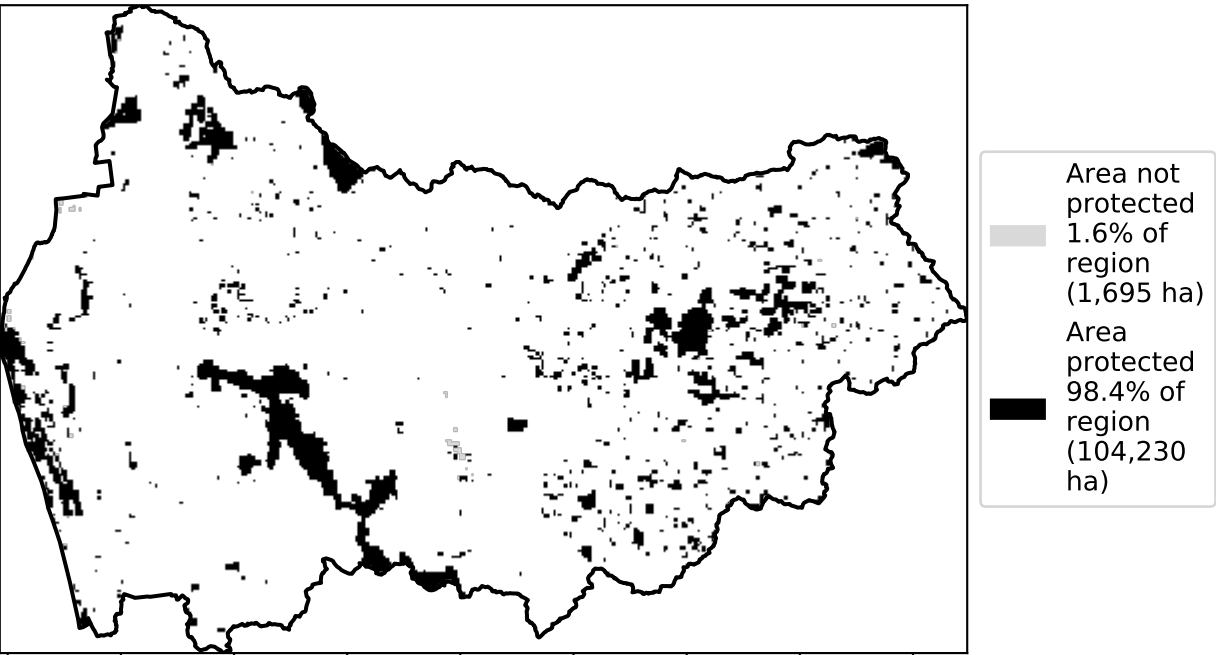 Area not
protected
1.6% of
region
(1,695 ha)
Area
protected
98.4% of
region
(104,230
ha)